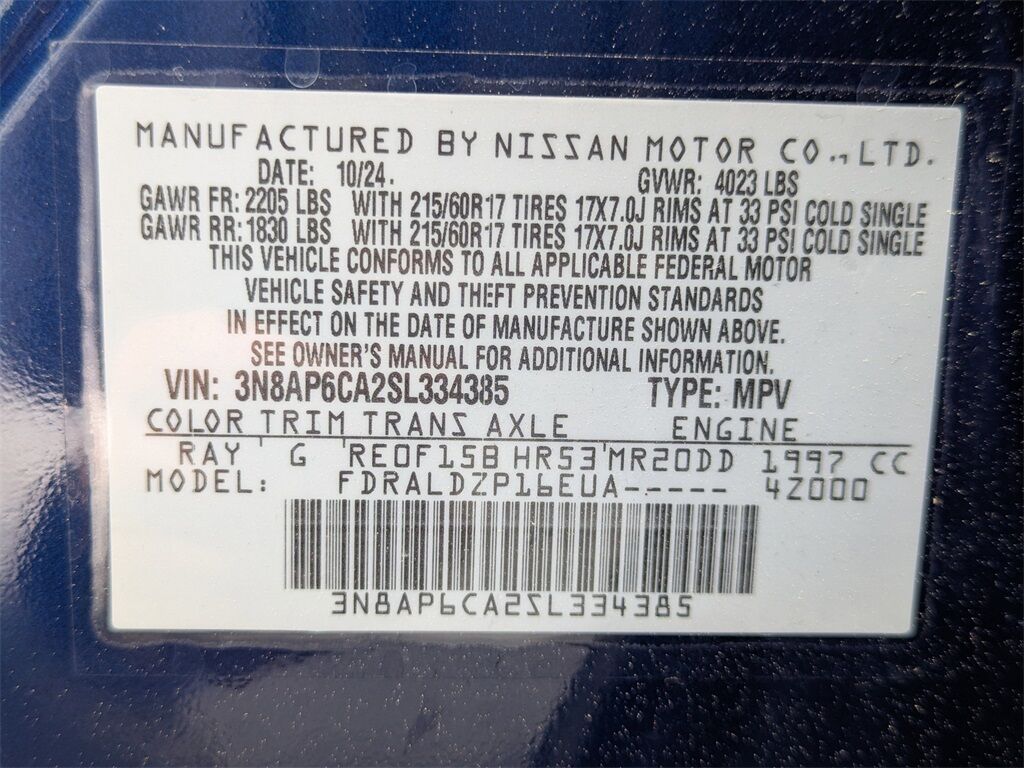 MANUFACTURED BY NISSAN MOTOR CO., LTD.
DATE: 10/24. GVWR: 4023 LBS
GAWR FR: 2205 LBS WITH 215/60R17 TIRES 17X7.0J RIMS AT 33 PSI COLD SINGLE
GAWR RR: 1830 LBS WITH 215/60R17 TIRES 17X7.0J RIMS AT 33 PSI COLD SINGLE
THIS VEHICLE CONFORMS TO ALL APPLICABLE FEDERAL MOTOR
VEHICLE SAFETY AND THEFT PREVENTION STANDARDS
IN EFFECT ON THE DATE OF MANUFACTURE SHOWN ABOVE.
SEE OWNER'S MANUAL FOR ADDITIONAL INFORMATION.
VIN: 3N8AP6CA2SL334385 TYPE: MPV
COLOR TRIM TRANS AXLE ENGINE
RAY G RE0F15B HR53 MR20DD 1997 CC
MODEL: FDRALDZP16EUA----- 42000
3N8AP6CA2SL334385